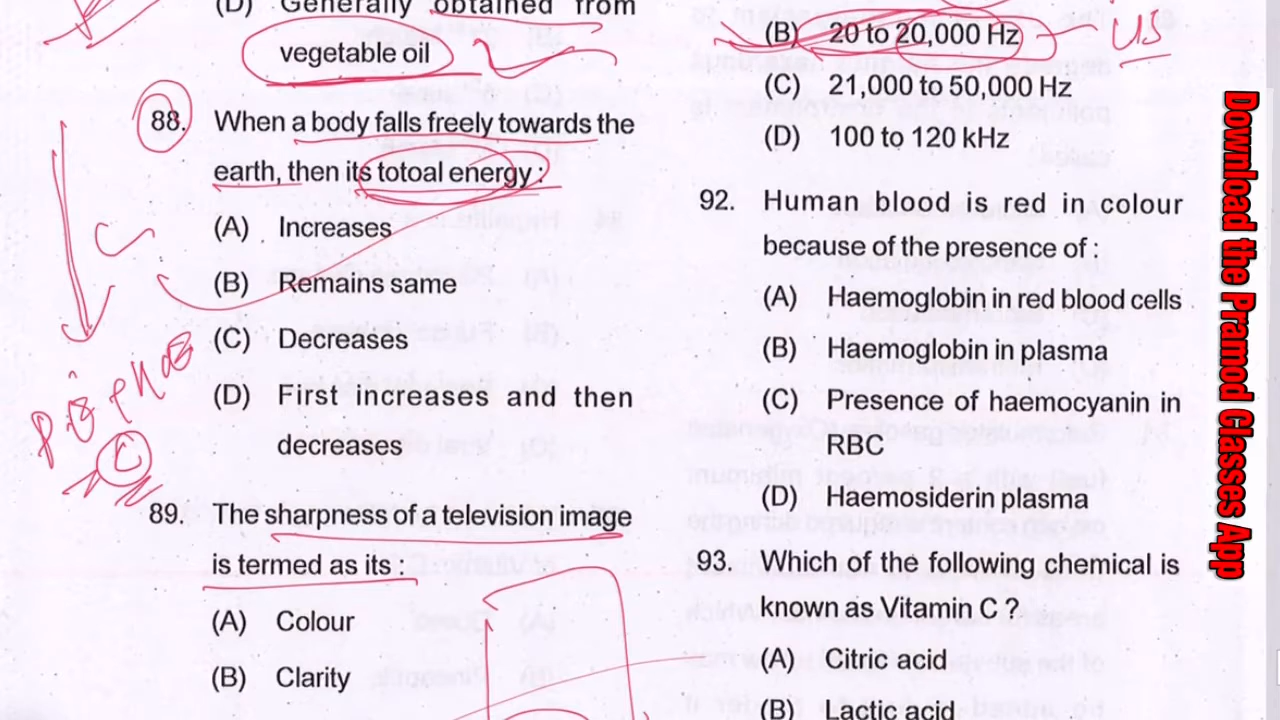 (D) Generally obtained from
vegetable oil
88. When a body falls freely towards the
earth, then its totoal energy :
(A) Increases
(B) Remains same
(C) Decreases
(D) First increases and then
decreases
89. The sharpness of a television image
is termed as its :
(A) Colour
(B) Clarity
(B) 20 to 20,000 Hz
(C) 21,000 to 50,000 Hz
(D) 100 to 120 kHz
92. Human blood is red in colour
because of the presence of :
(A) Haemoglobin in red blood cells
(B) Haemoglobin in plasma
(C) Presence of haemocyanin in
RBC
(D) Haemosiderin plasma
93. Which of the following chemical is
known as Vitamin C ?
(A) Citric acid
(B) Lactic acid
Download the Pramod Classes App